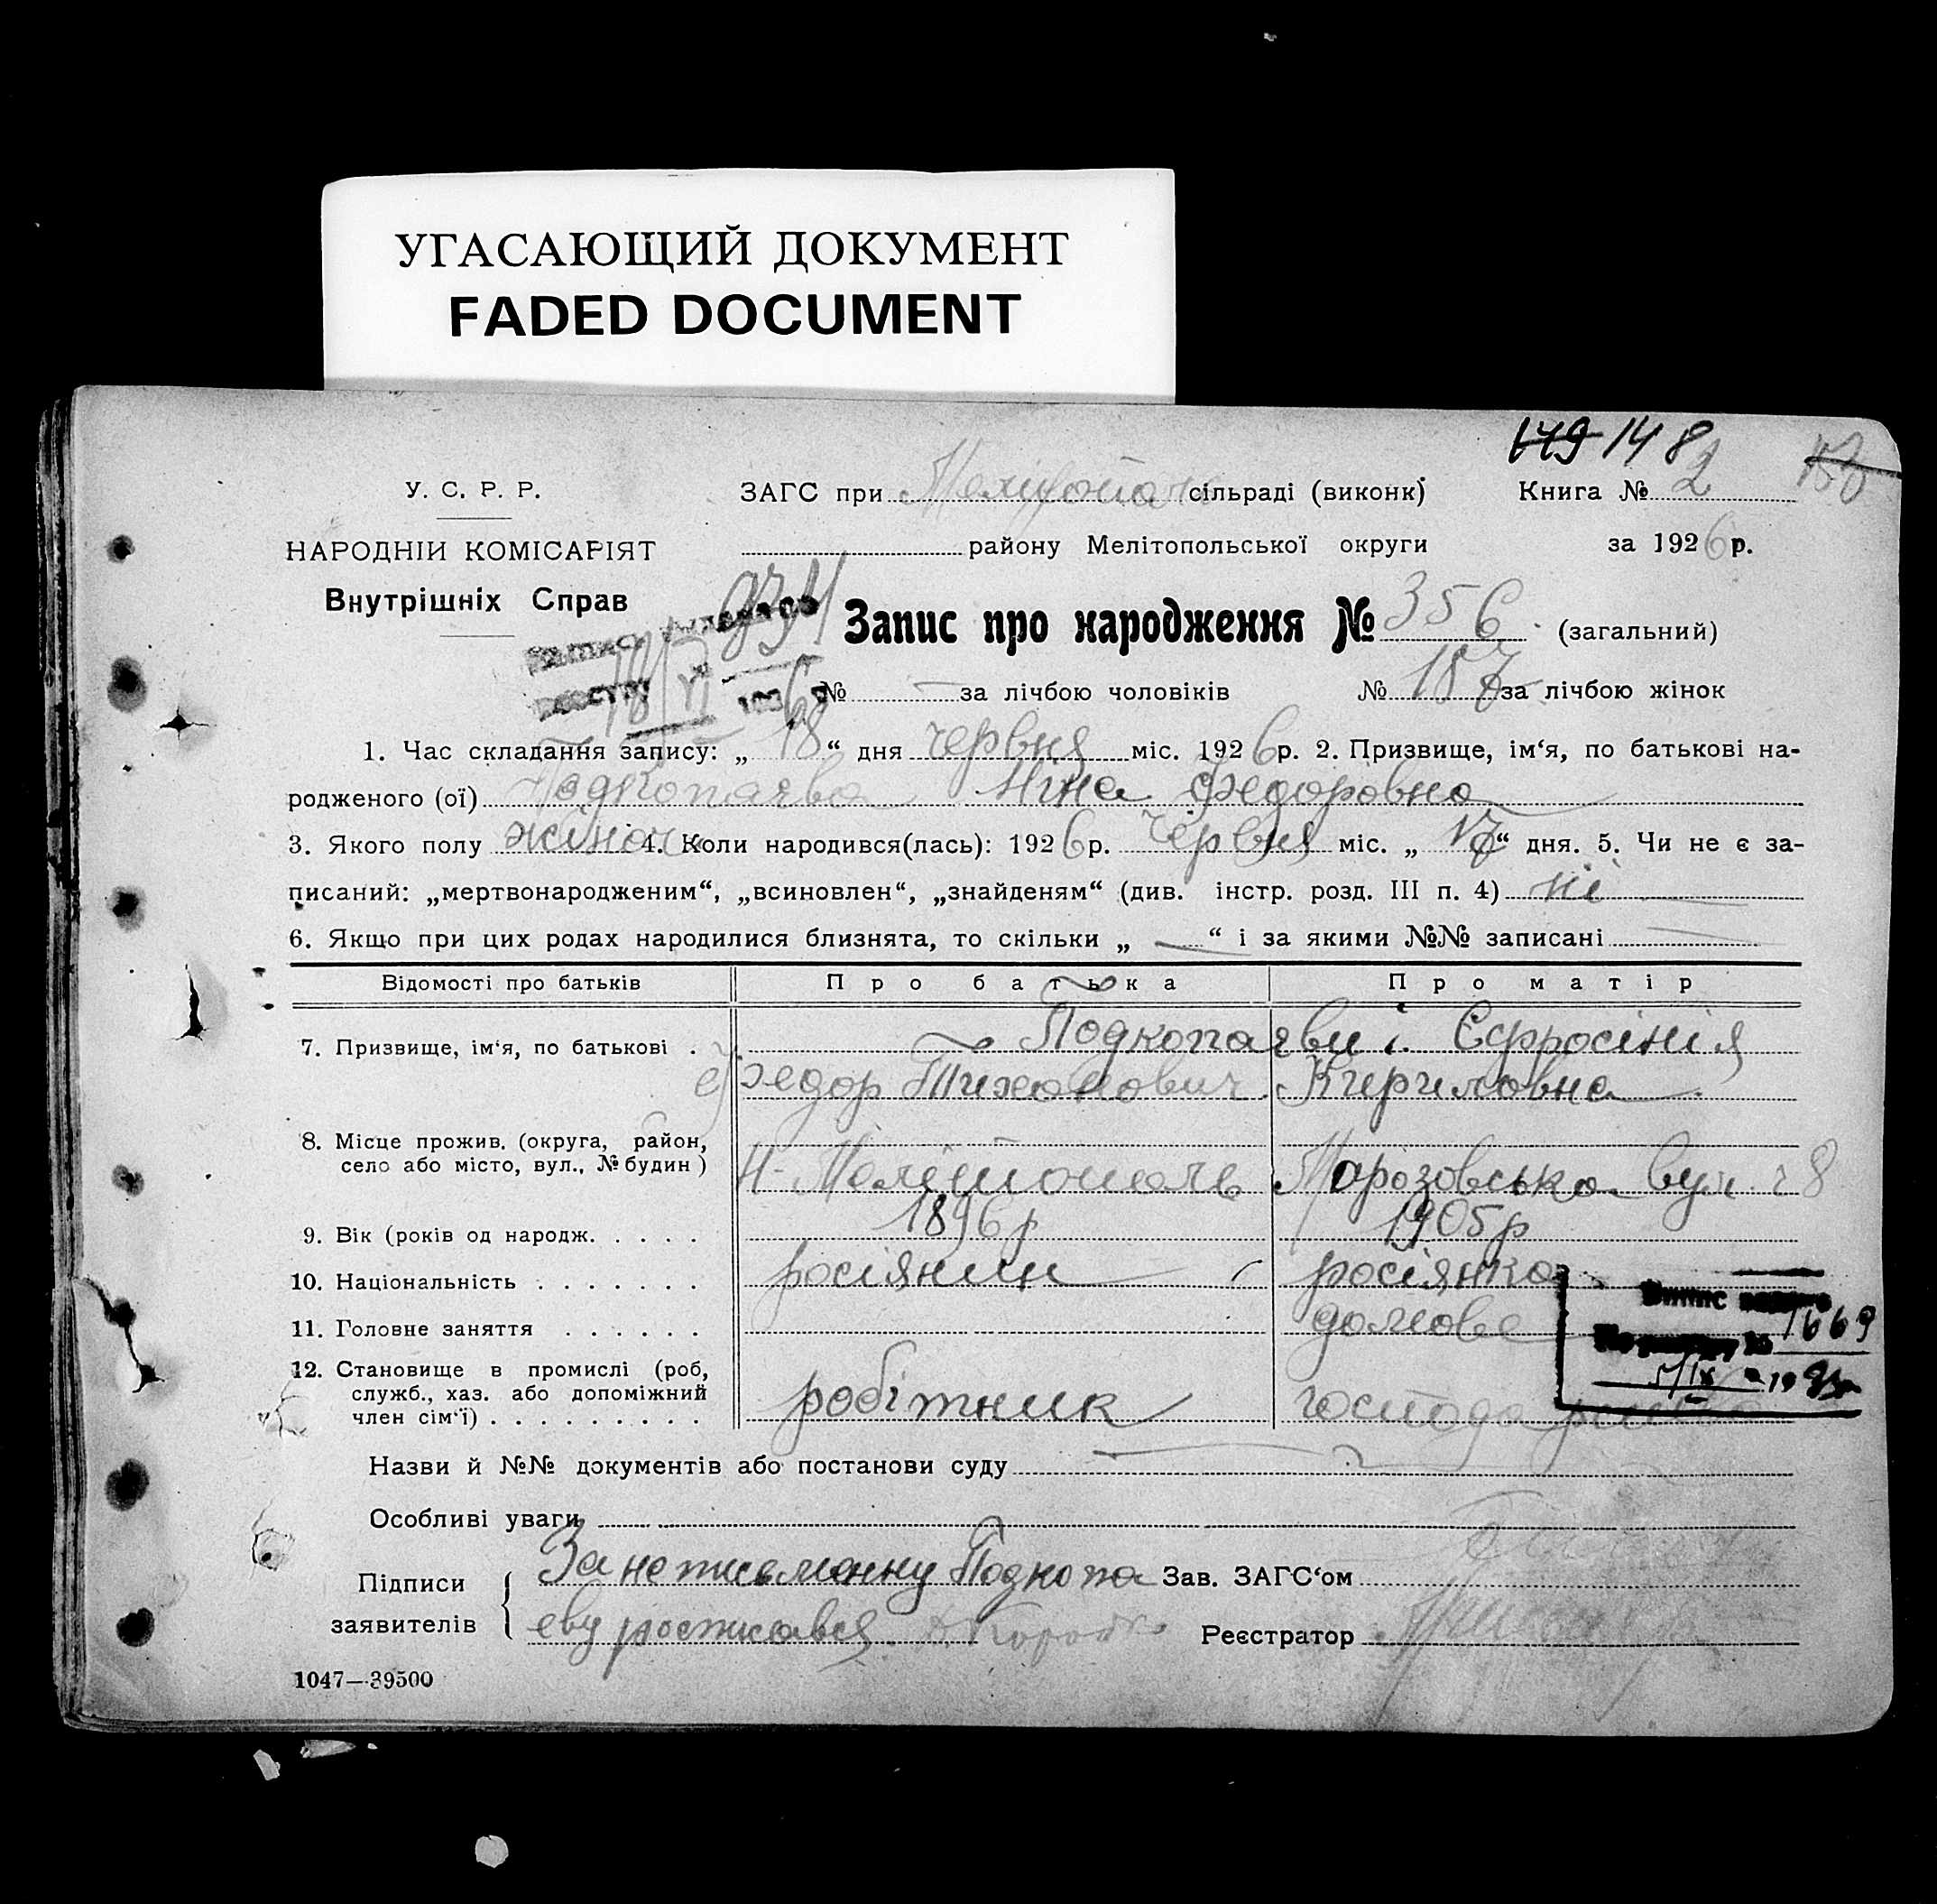 УГАСАЮЩИЙ ДОКУМЕНТ
FADED DOCUMENT
149 148
У. С. Р. Р.
ЗАГС при сільраді (виконк) Книга № 2
НАРОДНІЙ КОМІСАРІЯТ
району Мелітопольської округи за 1926 р.
Внутрішніх Справ
Запис про народження № 356 (загальний)
№ — за лічбою чоловіків № 187 за лічбою жінок
1. Час складання запису: „ 18 “ дня червня міс. 1926 р. 2. Призвище, ім‘я, по батькові на-
родженого (ої) Подкопаєва Ніна Федоровна
3. Якого полу жіноч 4. Коли народився(лась): 1926 р. червня міс. „ 17 “ дня. 5. Чи не є за-
писаний: „мертвонародженим“, „всиновлен“, „знайденям“ (див. інстр. розд. III п. 4) ні
6. Якщо при цих родах народилися близнята, то скільки „ — “ і за якими №№ записані
Відомості про батьків Про батька Про матір
7. Призвище, ім‘я, по батькові . Подкопаєви і Єфросінія
Федор Тихонович Кириловна
8. Місце прожив. (округа, район,
село або місто, вул., № будин) Н-Мелітополь Марозовська вул. 8
9. Вік (років од народж. . . . . 1896 р 1905 р
10. Національність . . . . . . . росіянин росіянка
11. Головне заняття . . . . . . домове
12. Становище в промислі (роб,
служб., хаз. або допоміжний
член сім‘ї) . . . . . . . . . робітник господарство
1669
Назви й №№ документів або постанови суду
Особливі уваги
Підписи заявителів За неписьменну Подкопа Зав. ЗАГС‘ом
еву росписався Реєстратор
1047—39500